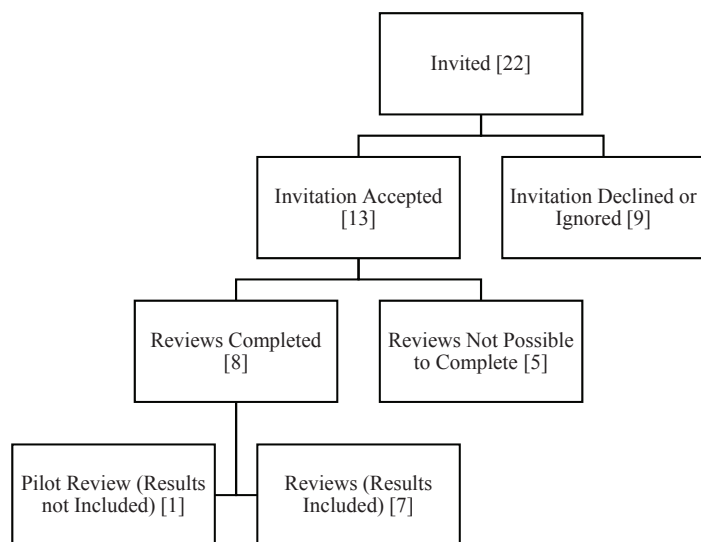 Invited [22]
Invitation Accepted
[13]
Invitation Declined or
Ignored [9]
Reviews Completed
[8]
Reviews Not Possible
to Complete [5]
Pilot Review (Results
not Included) [1]
Reviews (Results
Included) [7]